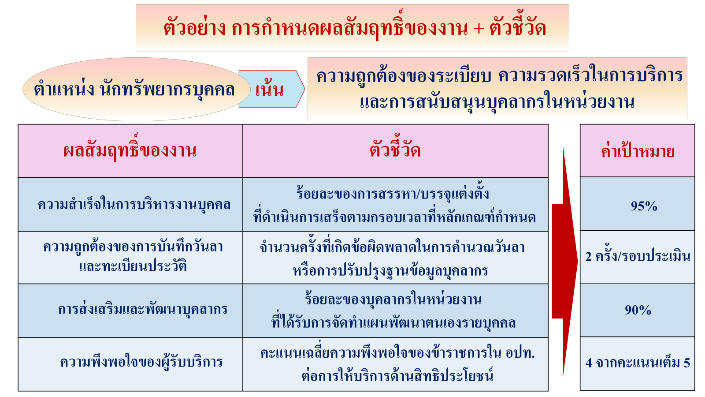 ตัวอย่าง การกำหนดผลสัมฤทธิ์ของงาน + ตัวชี้วัด
ตำแหน่ง นักทรัพยากรบุคคล
เน้น
ความถูกต้องของระเบียบ ความรวดเร็วในการบริการ
และการสนับสนุนบุคลากรในหน่วยงาน
ผลสัมฤทธิ์ของงาน
ตัวชี้วัด
ค่าเป้าหมาย
ความสำเร็จในการบริหารงานบุคคล
ร้อยละของการสรรหา/บรรจุแต่งตั้ง
ที่ดำเนินการเสร็จตามกรอบเวลาที่หลักเกณฑ์กำหนด
95%
ความถูกต้องของการบันทึกวันลา
และทะเบียนประวัติ
จำนวนครั้งที่เกิดข้อผิดพลาดในการคำนวณวันลา
หรือการปรับปรุงฐานข้อมูลบุคลากร
2 ครั้ง/รอบประเมิน
การส่งเสริมและพัฒนาบุคลากร
ร้อยละของบุคลากรในหน่วยงาน
ที่ได้รับการจัดทำแผนพัฒนาตนเองรายบุคคล
90%
ความพึงพอใจของผู้รับบริการ
คะแนนเฉลี่ยความพึงพอใจของข้าราชการใน อปท.
ต่อการให้บริการด้านสิทธิประโยชน์
4 จากคะแนนเต็ม 5